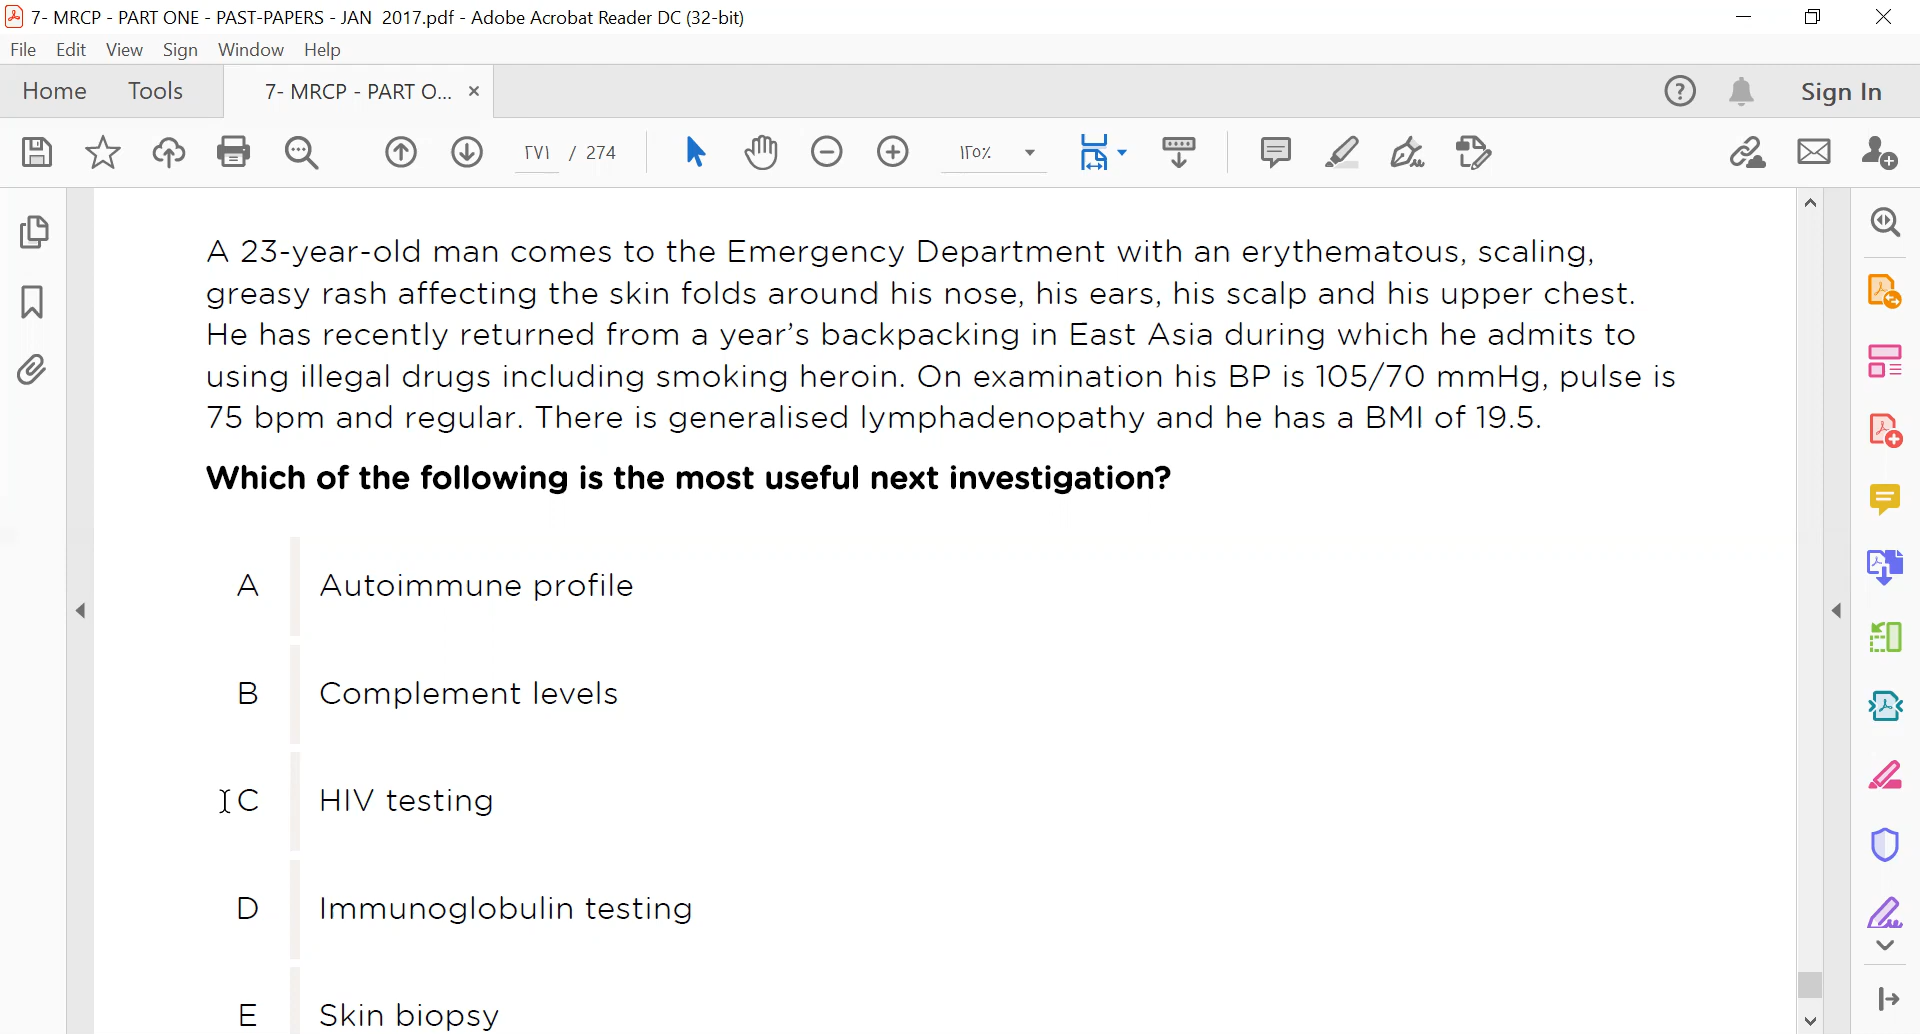 7- MRCP - PART ONE - PAST-PAPERS - JAN 2017.pdf - Adobe Acrobat Reader DC (32-bit)
File Edit View Sign Window Help
Home Tools 7- MRCP - PART O... × Sign In
٢٧١ / 274 ١٢٥٪
A 23-year-old man comes to the Emergency Department with an erythematous, scaling,
greasy rash affecting the skin folds around his nose, his ears, his scalp and his upper chest.
He has recently returned from a year’s backpacking in East Asia during which he admits to
using illegal drugs including smoking heroin. On examination his BP is 105/70 mmHg, pulse is
75 bpm and regular. There is generalised lymphadenopathy and he has a BMI of 19.5.
Which of the following is the most useful next investigation?
A Autoimmune profile
B Complement levels
C HIV testing
D Immunoglobulin testing
E Skin biopsy